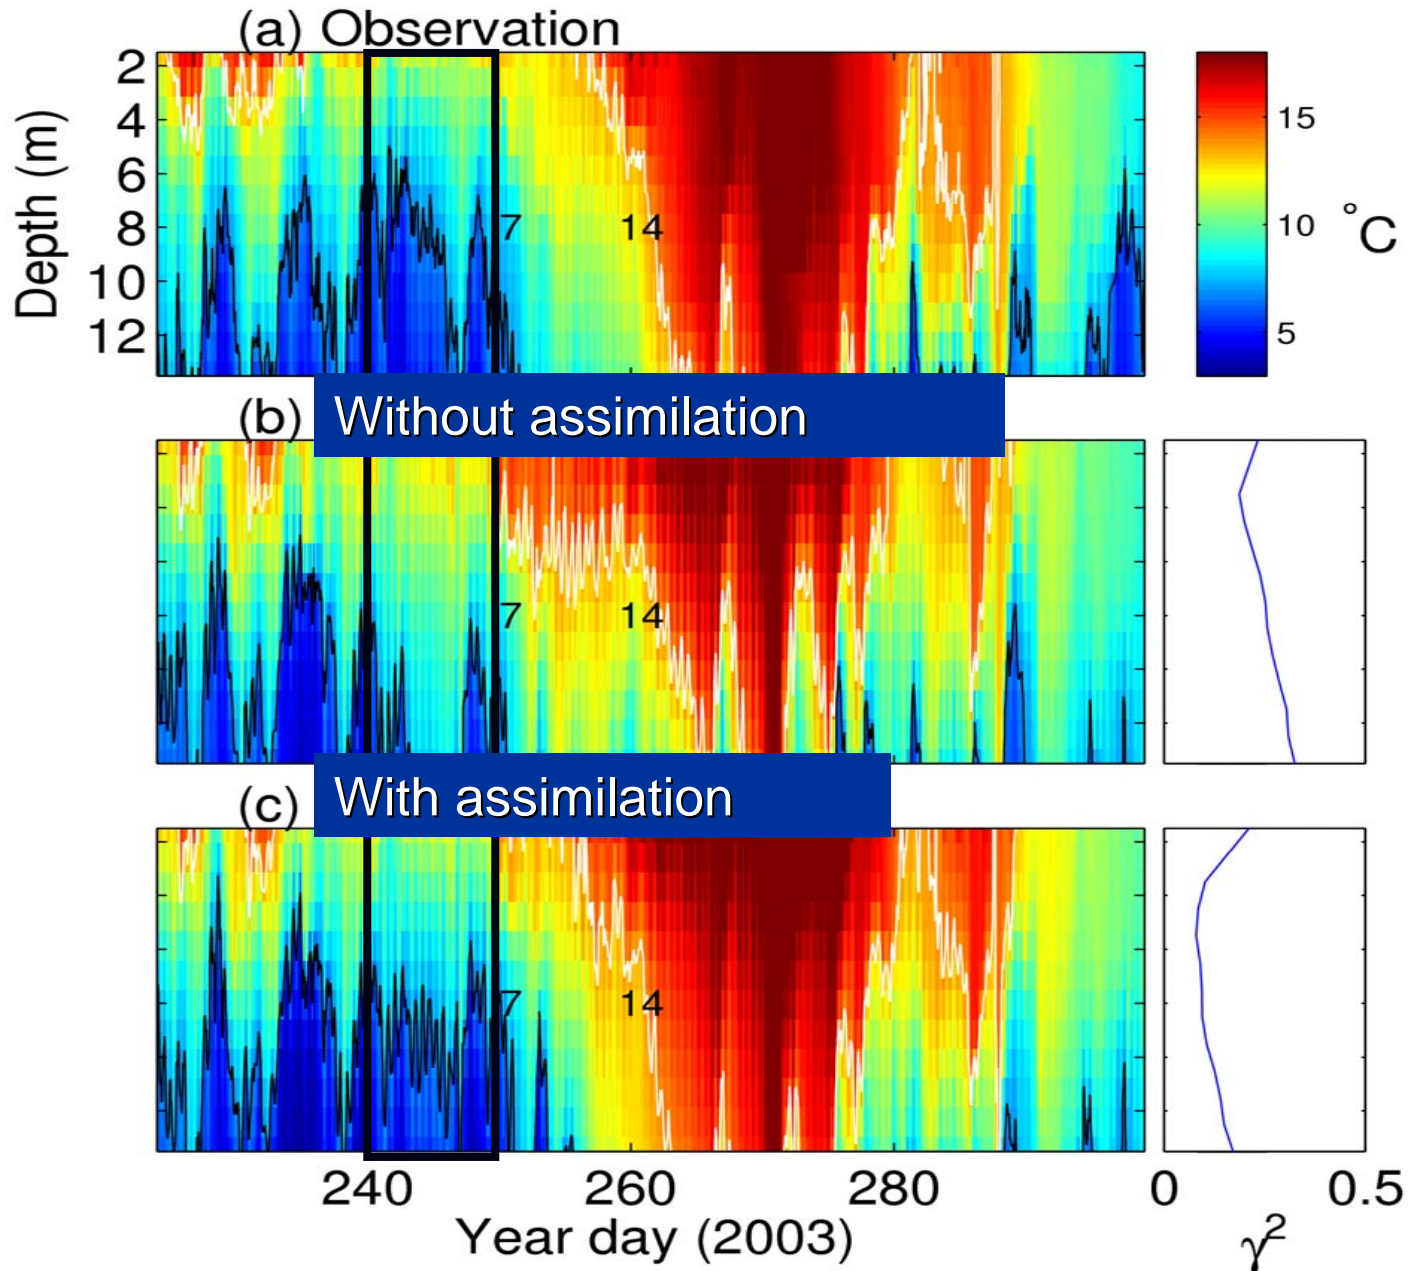 (a) Observation
2
4
6
8
10
12
Depth (m)
7
14
15
10
5
°C
(b)
Without assimilation
7
14
(c)
With assimilation
7
14
240
260
280
0
0.5
Year day (2003)
γ²